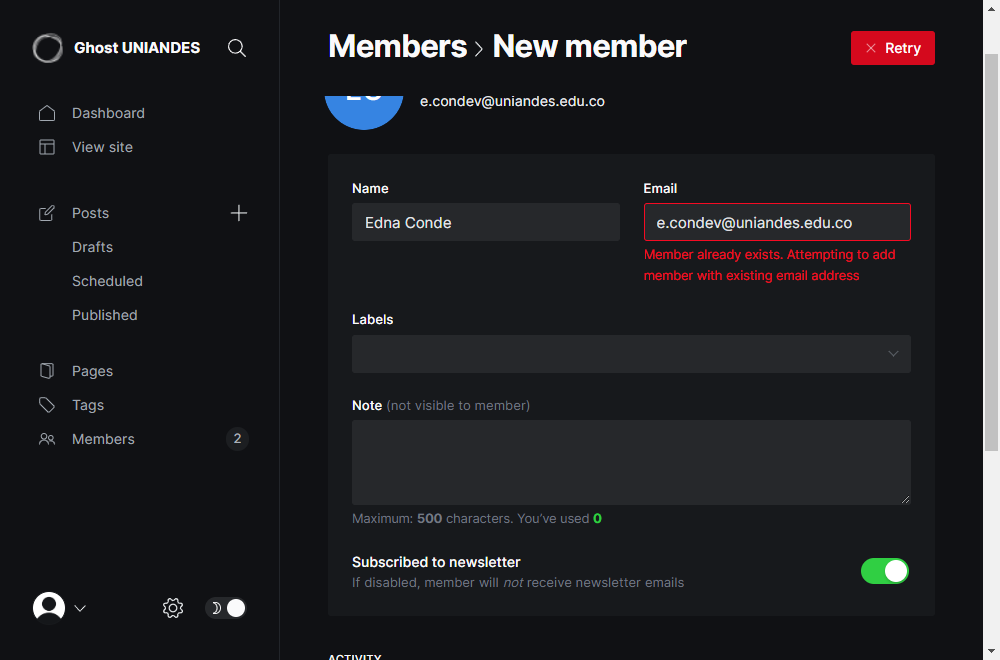 Ghost UNIANDES
Dashboard
View site
Posts
Drafts
Scheduled
Published
Pages
Tags
Members
2
Members > New member
Retry
e.condev@uniandes.edu.co
Name
Edna Conde
Email
e.condev@uniandes.edu.co
Member already exists. Attempting to add
member with existing email address
Labels
Note (not visible to member)
Maximum: 500 characters. You've used 0
Subscribed to newsletter
If disabled, member will not receive newsletter emails
ACTIVITY